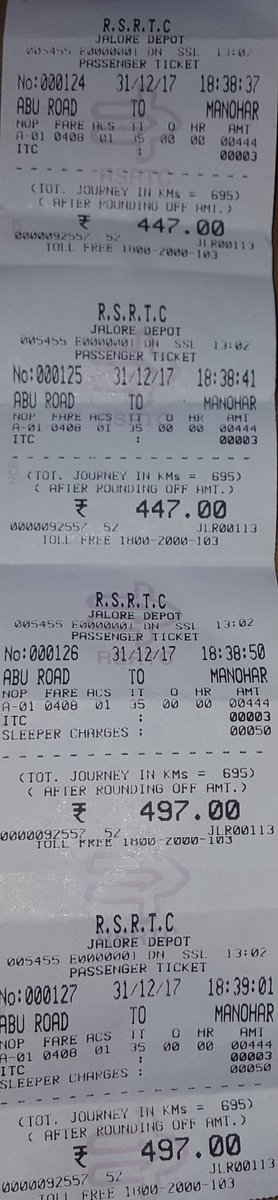 R.S.R.T.C
JALORE DEPOT
005455 E0000001 DN SSL 13:02
PASSENGER TICKET
No:000124 31/12/17 18:38:37
ABU ROAD TO MANOHAR
NOP FARE ACS IT O HR AMT
A-01 0408 01 35 00 00 00444
ITC : 00003
(TOT. JOURNEY IN KMs = 695)
( AFTER ROUNDING OFF AMT.)
₹ 447.00
0000092557 52 JLR00113
TOLL FREE 1800-2000-103
R.S.R.T.C
JALORE DEPOT
005455 E0000001 DN SSL 13:02
PASSENGER TICKET
No:000125 31/12/17 18:38:41
ABU ROAD TO MANOHAR
NOP FARE ACS IT O HR AMT
A-01 0408 01 35 00 00 00444
ITC : 00003
(TOT. JOURNEY IN KMs = 695)
( AFTER ROUNDING OFF AMT.)
₹ 447.00
0000092557 52 JLR00113
TOLL FREE 1800-2000-103
R.S.R.T.C
JALORE DEPOT
005455 E0000001 DN SSL 13:02
PASSENGER TICKET
No:000126 31/12/17 18:38:50
ABU ROAD TO MANOHAR
NOP FARE ACS IT O HR AMT
A-01 0408 01 35 00 00 00444
ITC : 00003
SLEEPER CHARGES : 00050
(TOT. JOURNEY IN KMs = 695)
( AFTER ROUNDING OFF AMT.)
₹ 497.00
0000092557 52 JLR00113
TOLL FREE 1800-2000-103
R.S.R.T.C
JALORE DEPOT
005455 E0000001 DN SSL 13:02
PASSENGER TICKET
No:000127 31/12/17 18:39:01
ABU ROAD TO MANOHAR
NOP FARE ACS IT O HR AMT
A-01 0408 01 35 00 00 00444
ITC : 00003
SLEEPER CHARGES : 00050
(TOT. JOURNEY IN KMs = 695)
( AFTER ROUNDING OFF AMT.)
₹ 497.00
0000092557 52 JLR00113
TOLL FREE 1800-2000-103